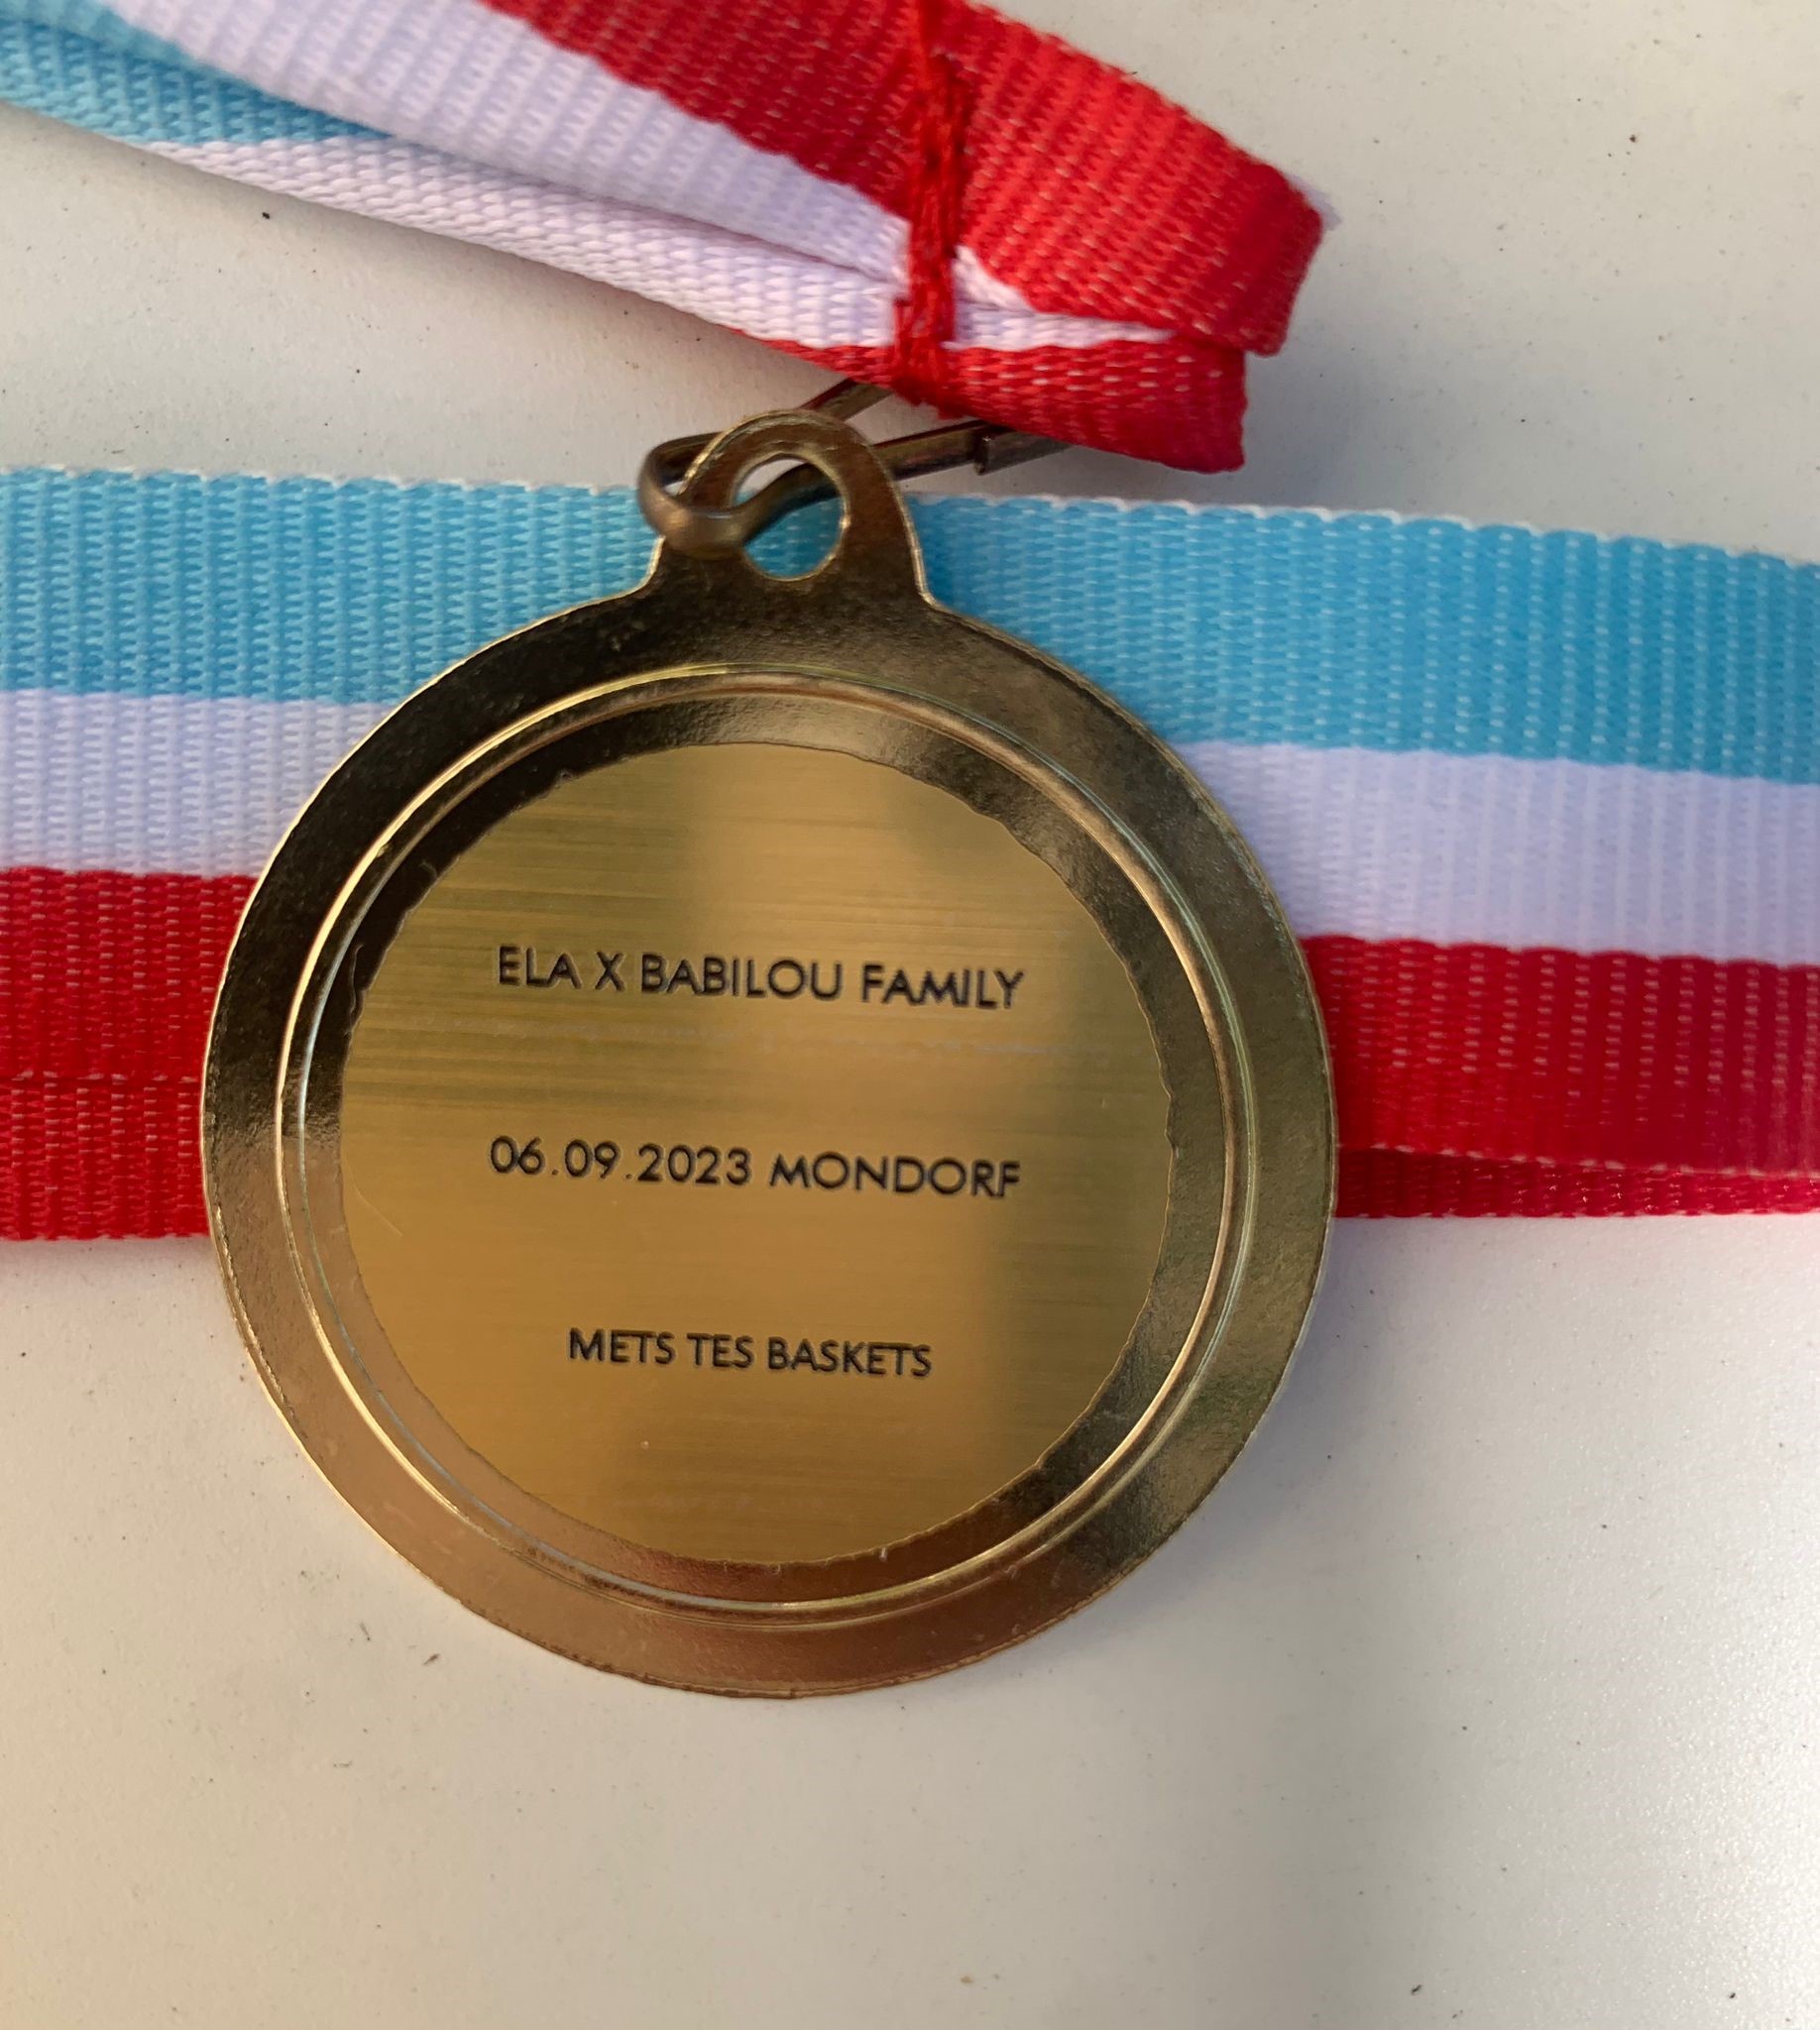 ELA X BABILOU FAMILY
06.09.2023 MONDORF
METS TES BASKETS